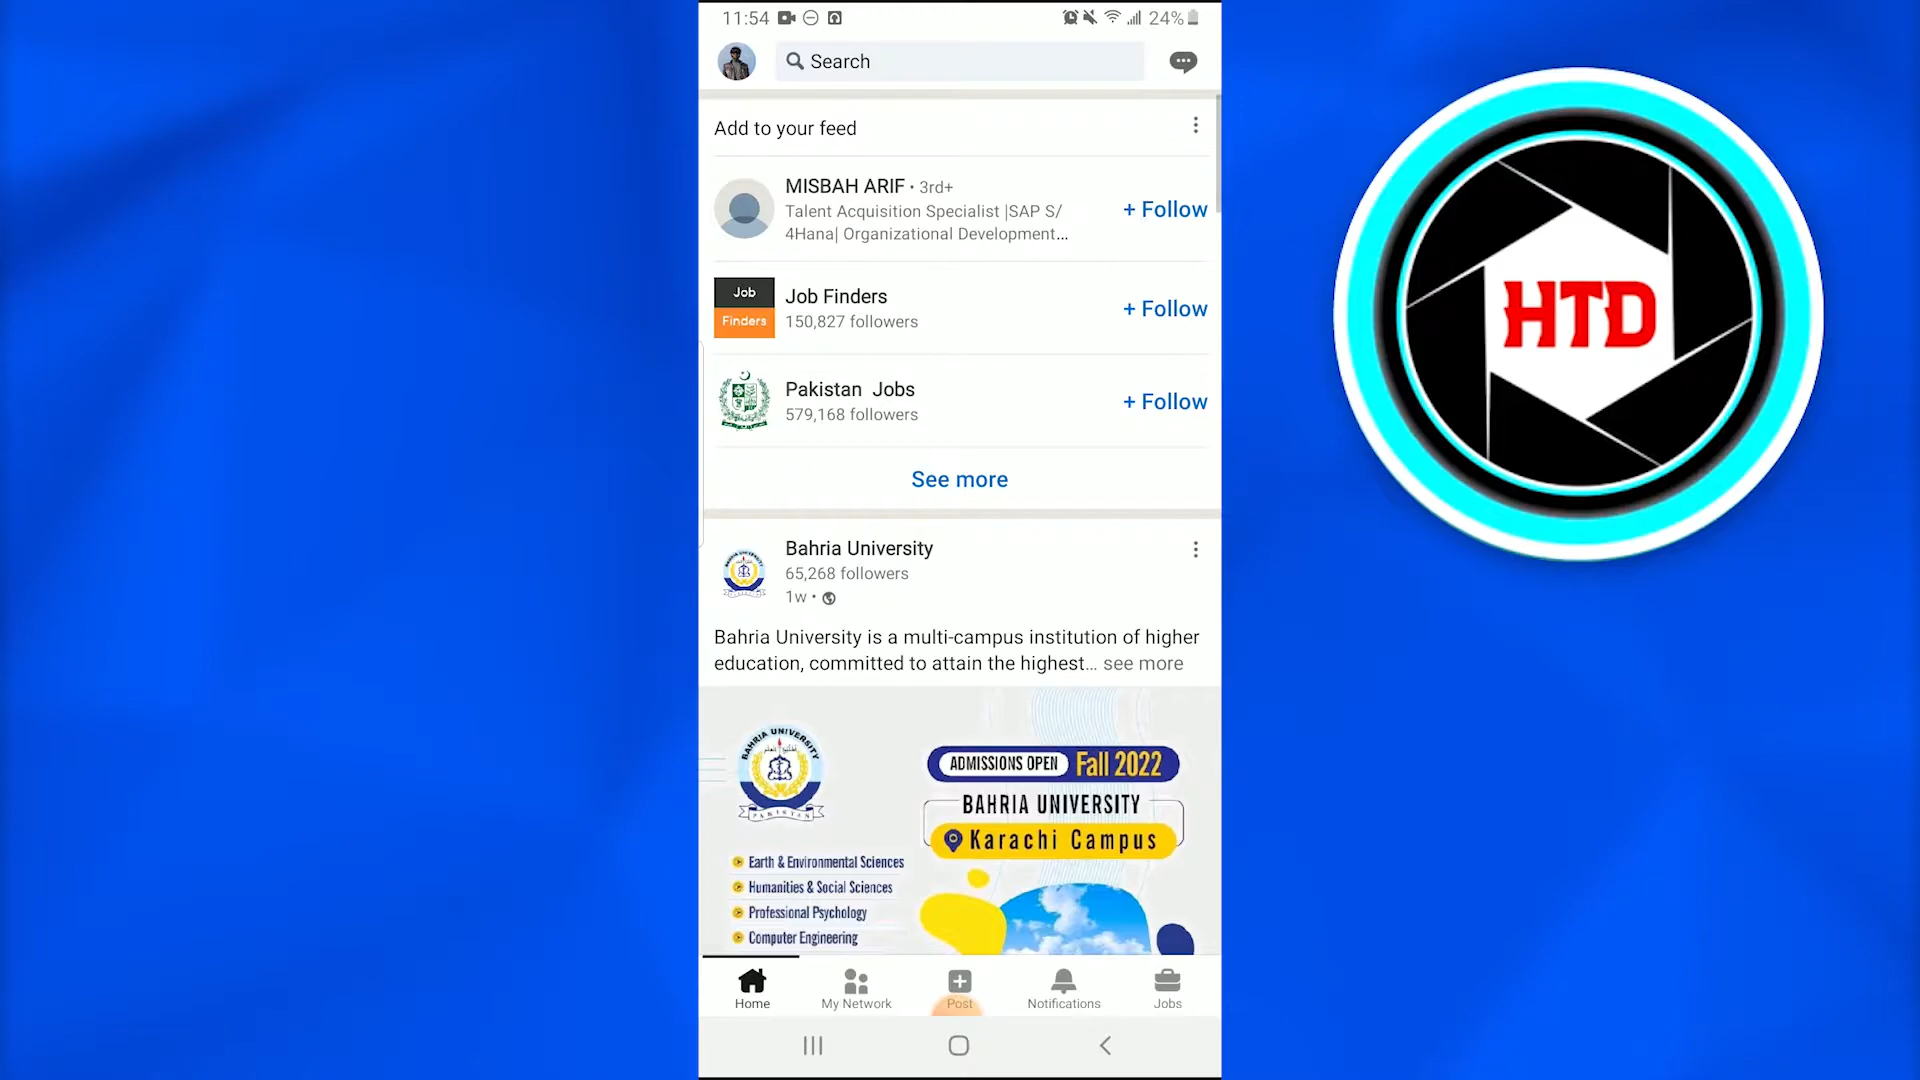 11:54
24%
Search
Add to your feed
MISBAH ARIF • 3rd+
Talent Acquisition Specialist |SAP S/
4Hana| Organizational Development...
+ Follow
Job
Finders
Job Finders
150,827 followers
+ Follow
Pakistan Jobs
579,168 followers
+ Follow
See more
Bahria University
65,268 followers
1w •
Bahria University is a multi-campus institution of higher
education, committed to attain the highest... see more
BAHRIA UNIVERSITY
PAKISTAN
ADMISSIONS OPEN Fall 2022
BAHRIA UNIVERSITY
Karachi Campus
Earth & Environmental Sciences
Humanities & Social Sciences
Professional Psychology
Computer Engineering
Home
My Network
Post
Notifications
Jobs
HTD